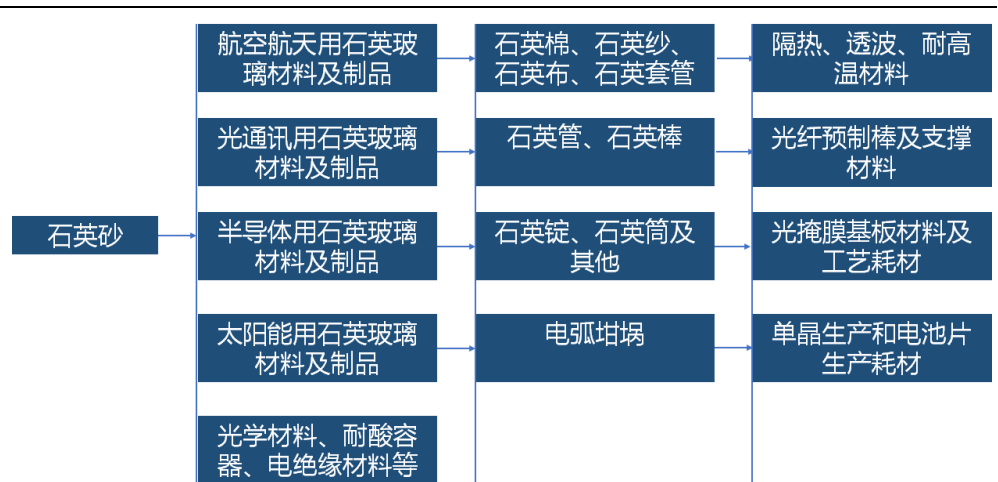 航空航天用石英玻
璃材料及制品
石英棉、石英纱、
石英布、石英套管
隔热、透波、耐高
温材料
光通讯用石英玻璃
材料及制品
石英管、石英棒
光纤预制棒及支撑
材料
石英砂
半导体用石英玻璃
材料及制品
石英锭、石英筒及
其他
光掩膜基板材料及
工艺耗材
太阳能用石英玻璃
材料及制品
电弧坩埚
单晶生产和电池片
生产耗材
光学材料、耐酸容
器、电绝缘材料等